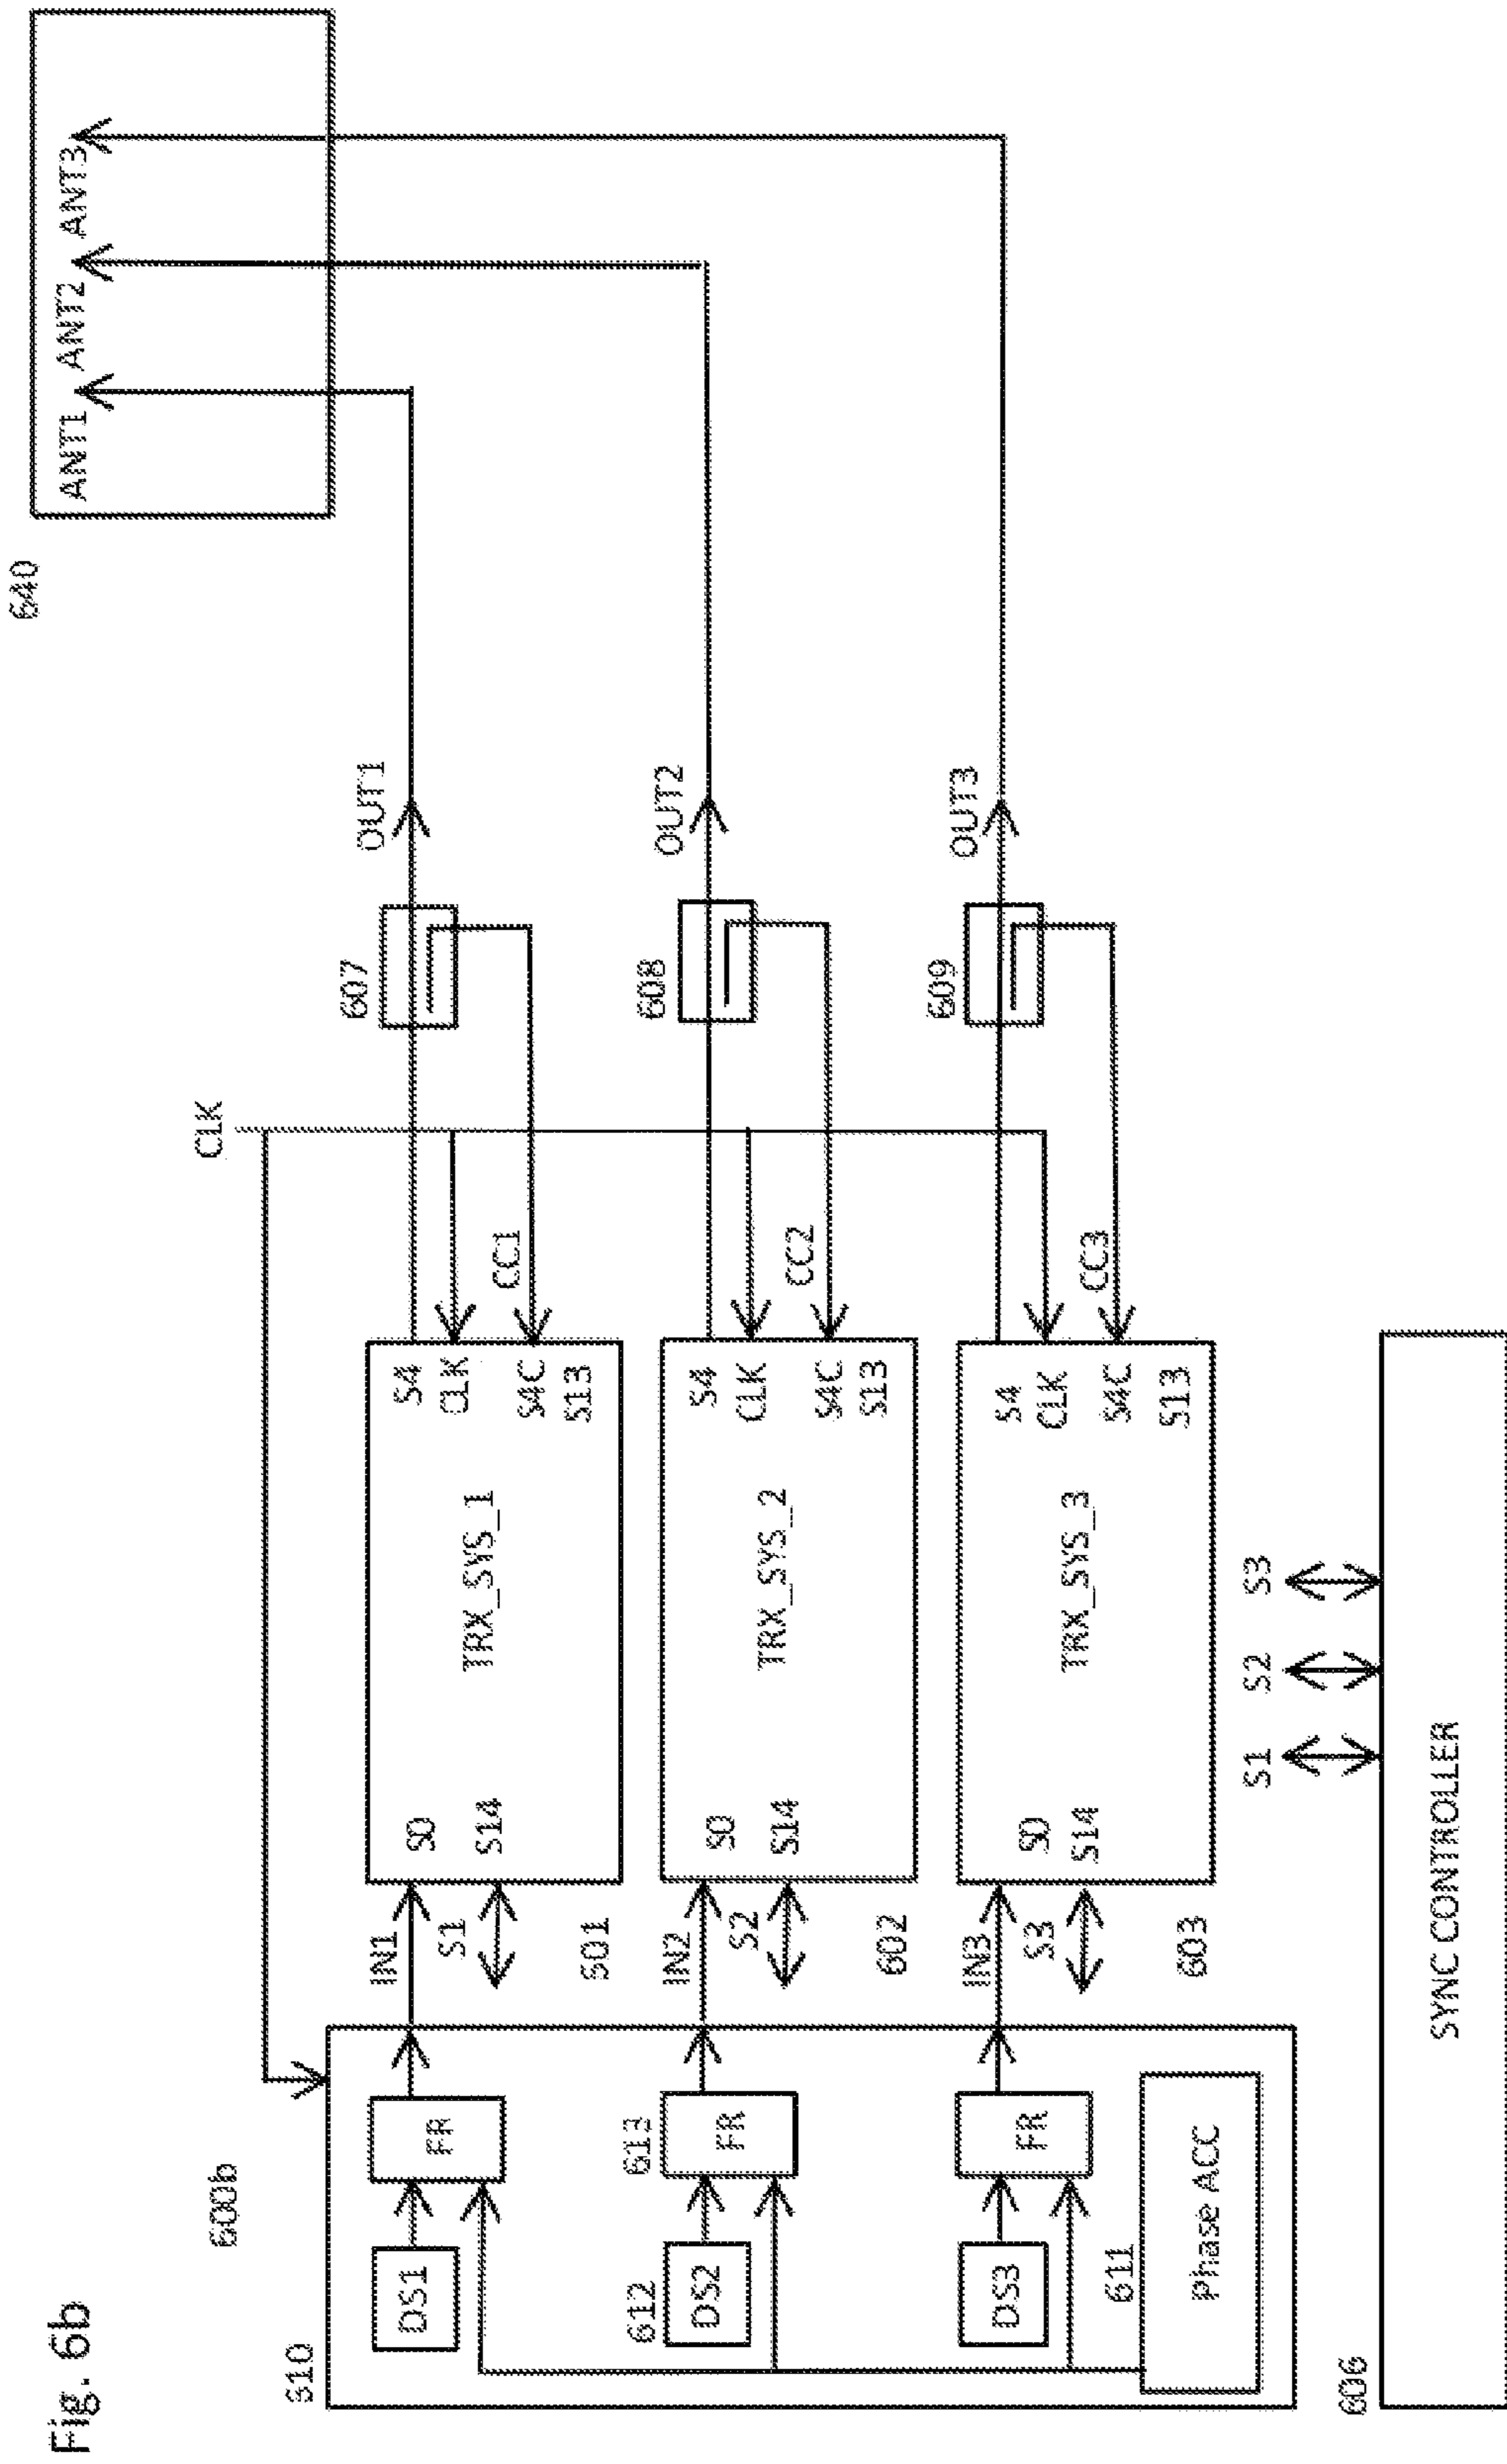 Fig. 6b
600b
640
ANT1
ANT2
ANT3
CLK
610
DS1
FR
IN1
S1
601
S0
S14
TRX_SYS_1
S4
CLK
S4C
S13
CC1
607
OUT1
612
DS2
613
FR
IN2
S2
602
S0
S14
TRX_SYS_2
S4
CLK
S4C
S13
CC2
608
OUT2
DS3
FR
IN3
S3
603
S0
S14
TRX_SYS_3
S4
CLK
S4C
S13
CC3
609
OUT3
611
Phase ACC
S1
S2
S3
606
SYNC CONTROLLER